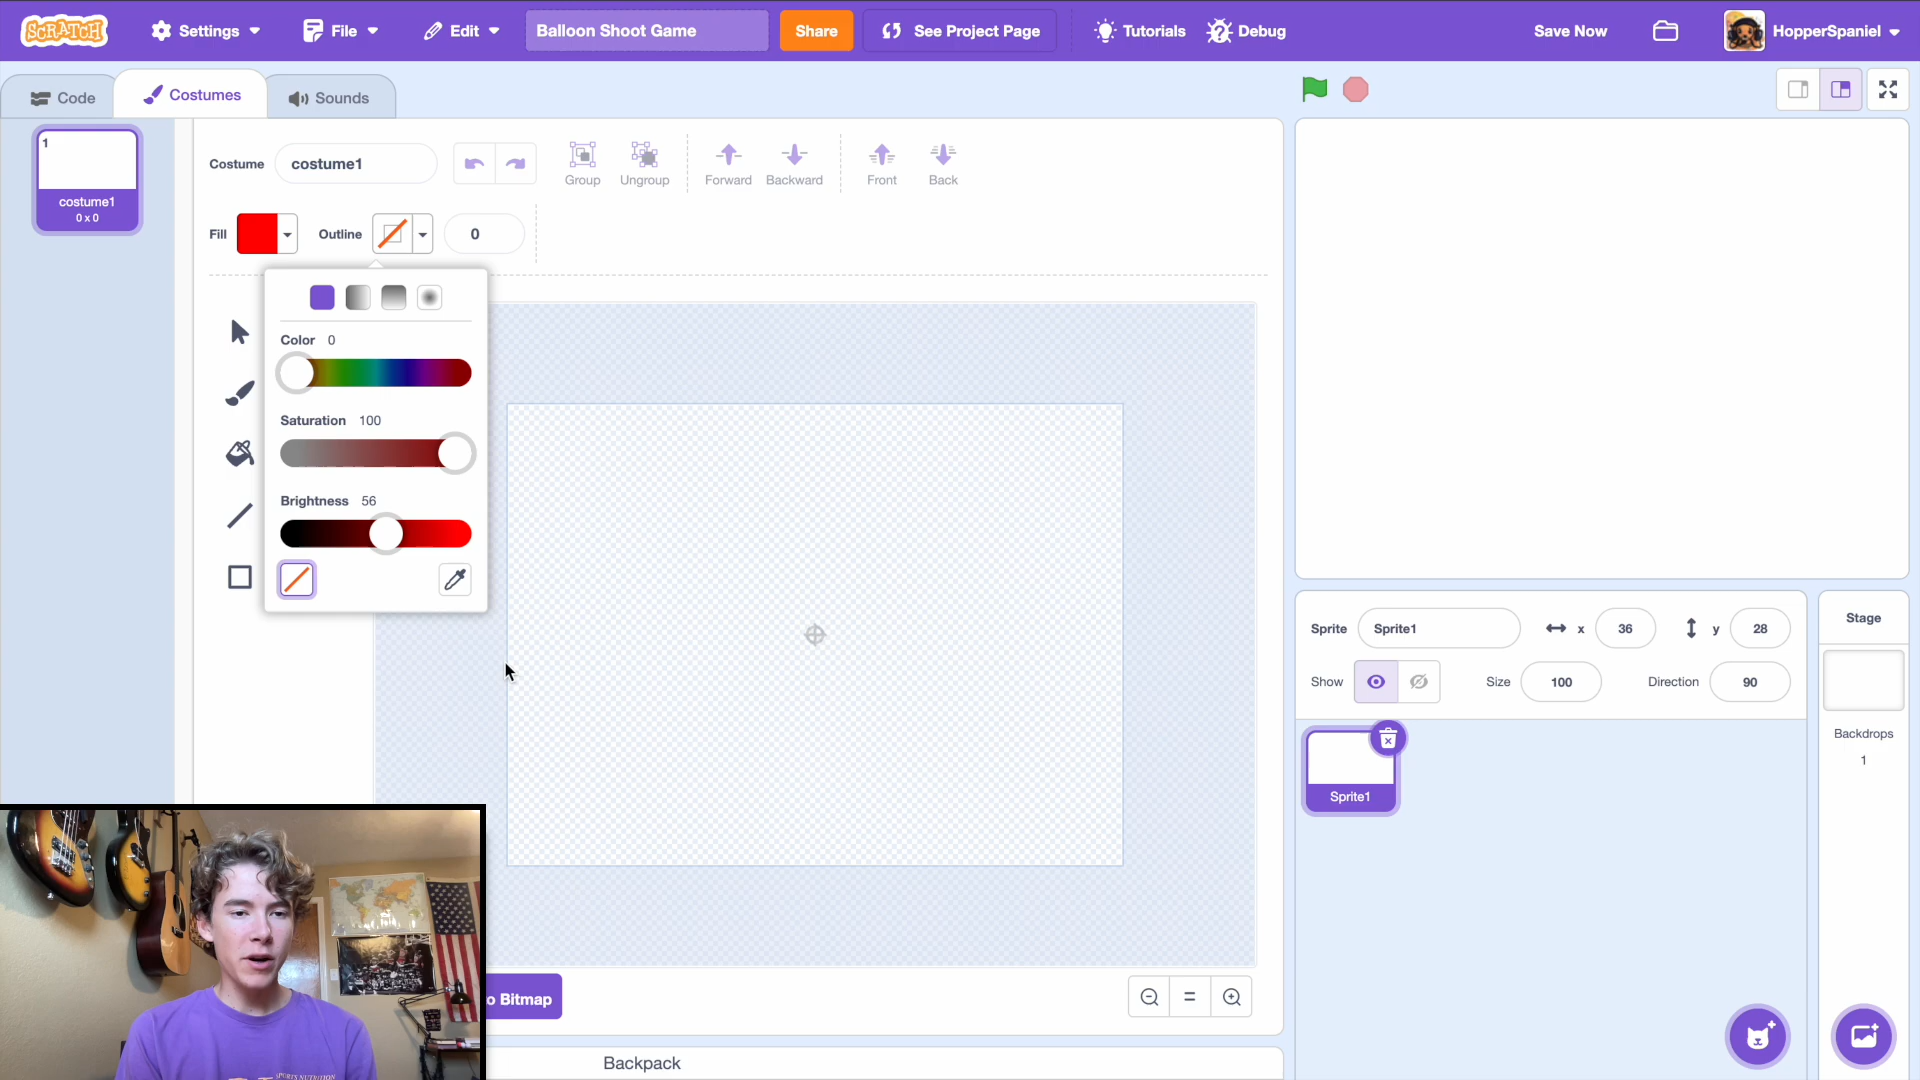 SCRATCH Settings File Edit Balloon Shoot Game Share See Project Page Tutorials Debug Save Now HopperSpaniel
Code Costumes Sounds
1
costume1
0 x 0
Costume costume1 Group Ungroup Forward Backward Front Back
Fill Outline 0
Color 0
Saturation 100
Brightness 56
o Bitmap
Backpack
Sprite Sprite1 x 36 y 28
Show Size 100 Direction 90
Sprite1
Stage
Backdrops
1
SPORTS NUTRITION